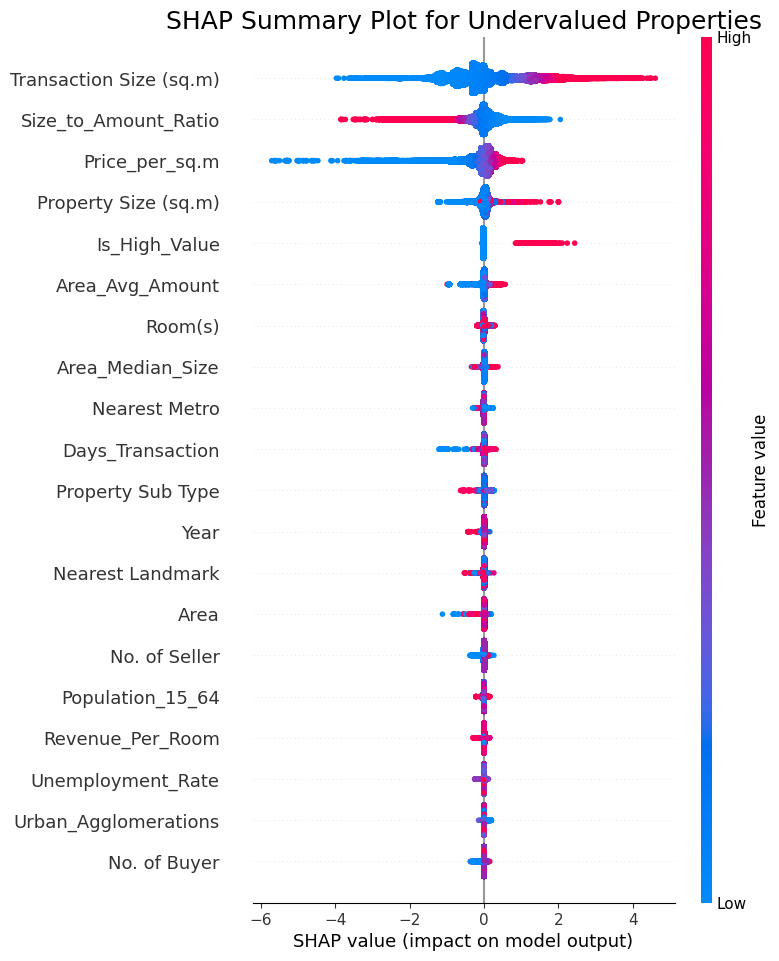 SHAP Summary Plot for Undervalued Properties
High
Transaction Size (sq.m)
Size_to_Amount_Ratio
Price_per_sq.m
Property Size (sq.m)
Is_High_Value
Area_Avg_Amount
Room(s)
Area_Median_Size
Nearest Metro
Days_Transaction
Property Sub Type
Year
Nearest Landmark
Area
No. of Seller
Population_15_64
Revenue_Per_Room
Unemployment_Rate
Urban_Agglomerations
No. of Buyer
Feature value
Low
−6 −4 −2 0 2 4
SHAP value (impact on model output)